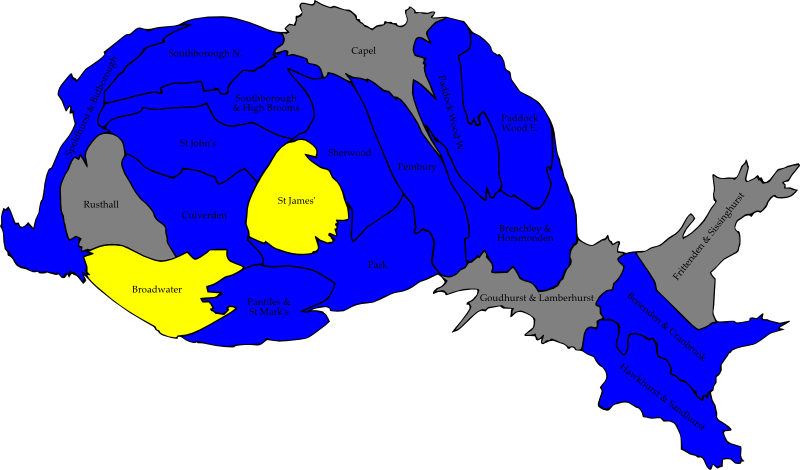 Capel
Southborough N.
Speldhurst & Bidborough
Southborough
& High Brooms
Paddock Wood W.
Paddock
Wood E.
St John's
Sherwood
Pembury
Rusthall
St James'
Culverden
Brenchley &
Horsmonden
Frittenden & Sissinghurst
Park
Broadwater
Pantiles &
St Mark's
Goudhurst & Lamberhurst
Benenden & Cranbrook
Hawkhurst & Sandhurst